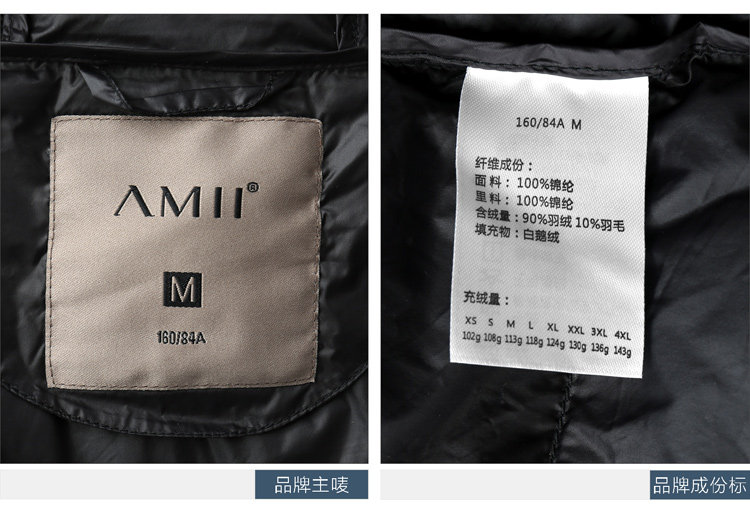 AMII®
M
160/84A
品牌主唛
160/84A M
纤维成份：
面料：100%锦纶
里料：100%锦纶
含绒量：90%羽绒 10%羽毛
填充物：白鹅绒
充绒量：
XS S M L XL XXL 3XL 4XL
102g 108g 113g 118g 124g 130g 136g 143g
品牌成份标